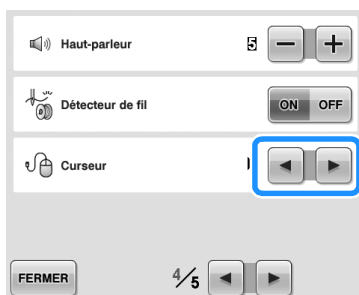 Haut-parleur 5 − +
Détecteur de fil ON OFF
Curseur
FERMER 4/5